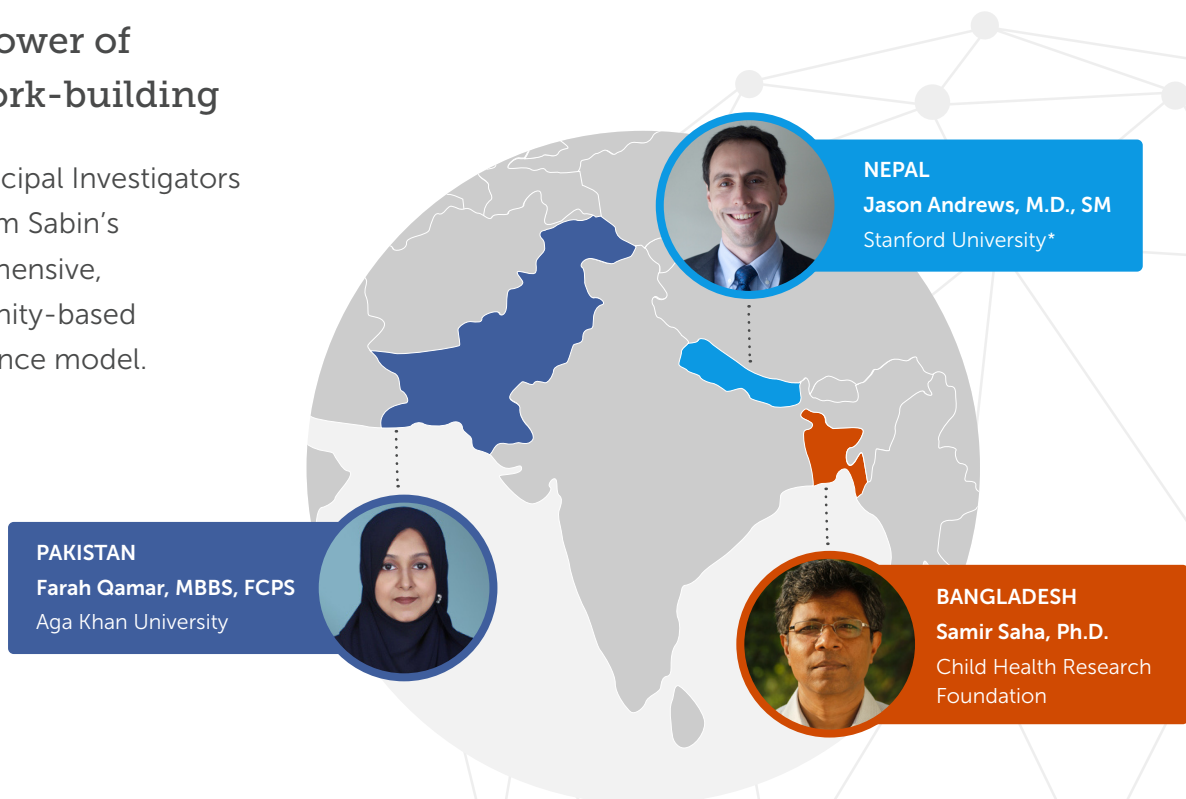 ower of
ork-building
cipal Investigators
m Sabin’s
hensive,
nity-based
nce model.
NEPAL
Jason Andrews, M.D., SM
Stanford University*
PAKISTAN
Farah Qamar, MBBS, FCPS
Aga Khan University
BANGLADESH
Samir Saha, Ph.D.
Child Health Research
Foundation